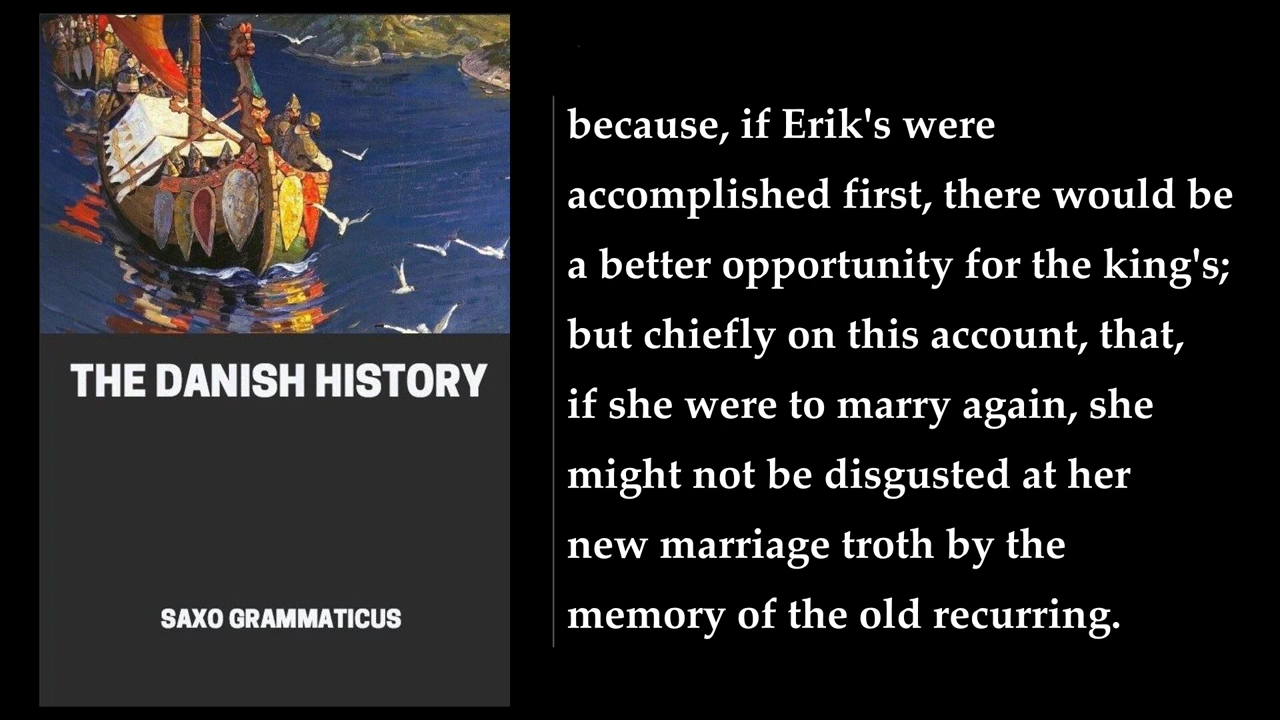 THE DANISH HISTORY
SAXO GRAMMATICUS
because, if Erik's were
accomplished first, there would be
a better opportunity for the king's;
but chiefly on this account, that,
if she were to marry again, she
might not be disgusted at her
new marriage troth by the
memory of the old recurring.